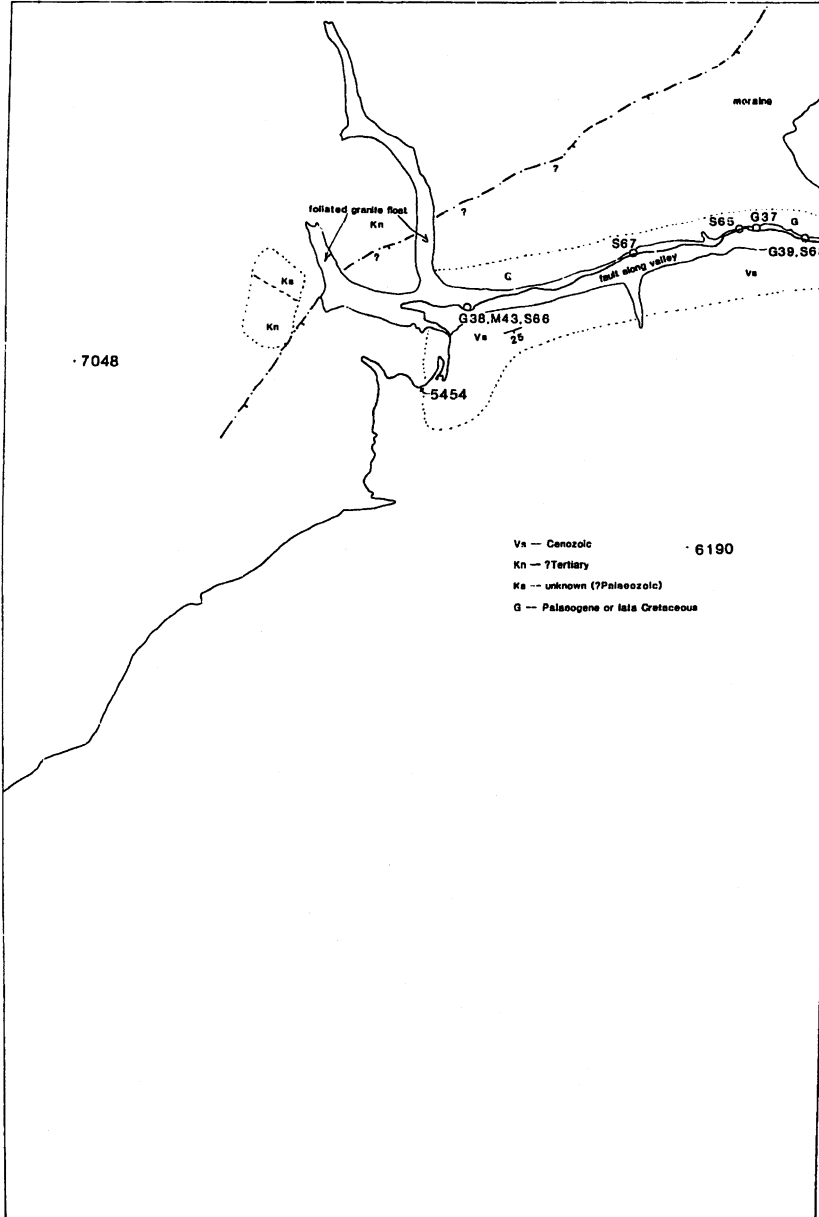 moraine
foliated granite float
Kn
?
?
?
?
S65
G37
G
S67
G39,S6
Ks
G
fault along valley
Vs
Kn
G38,M43,S66
Vs
25
7048
5454
Vs — Cenozoic
6190
Kn — ?Tertiary
Ks -- unknown (?Palaeozoic)
G — Palaeogene or late Cretaceous